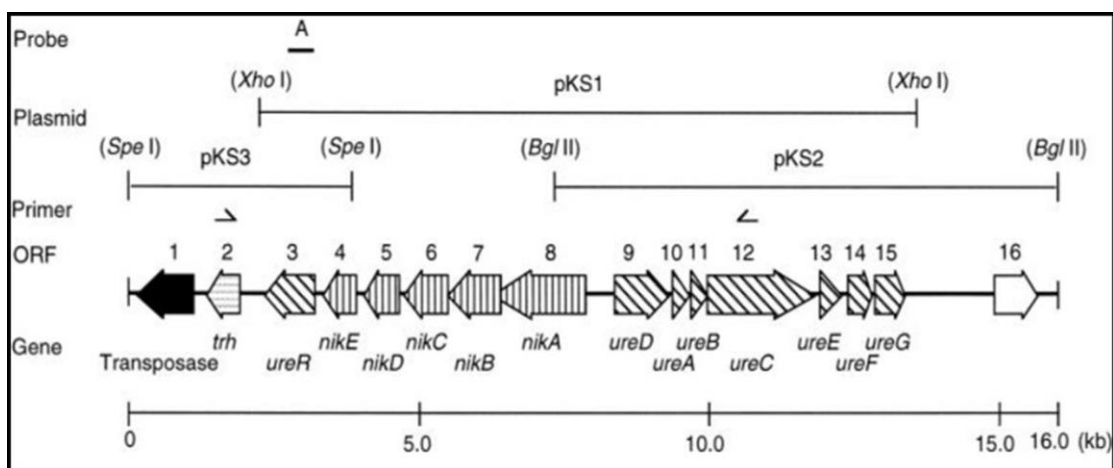 Probe A
(Xho I) pKS1 (Xho I)
Plasmid
(Spe I) pKS3 (Spe I) (Bgl II) pKS2 (Bgl II)
Primer
ORF 1 2 3 4 5 6 7 8 9 10 11 12 13 14 15 16
Gene trh nikE nikC nikA ureD ureB ureE ureG
Transposase ureR nikD nikB ureA ureC ureF
0 5.0 10.0 15.0 16.0 (kb)